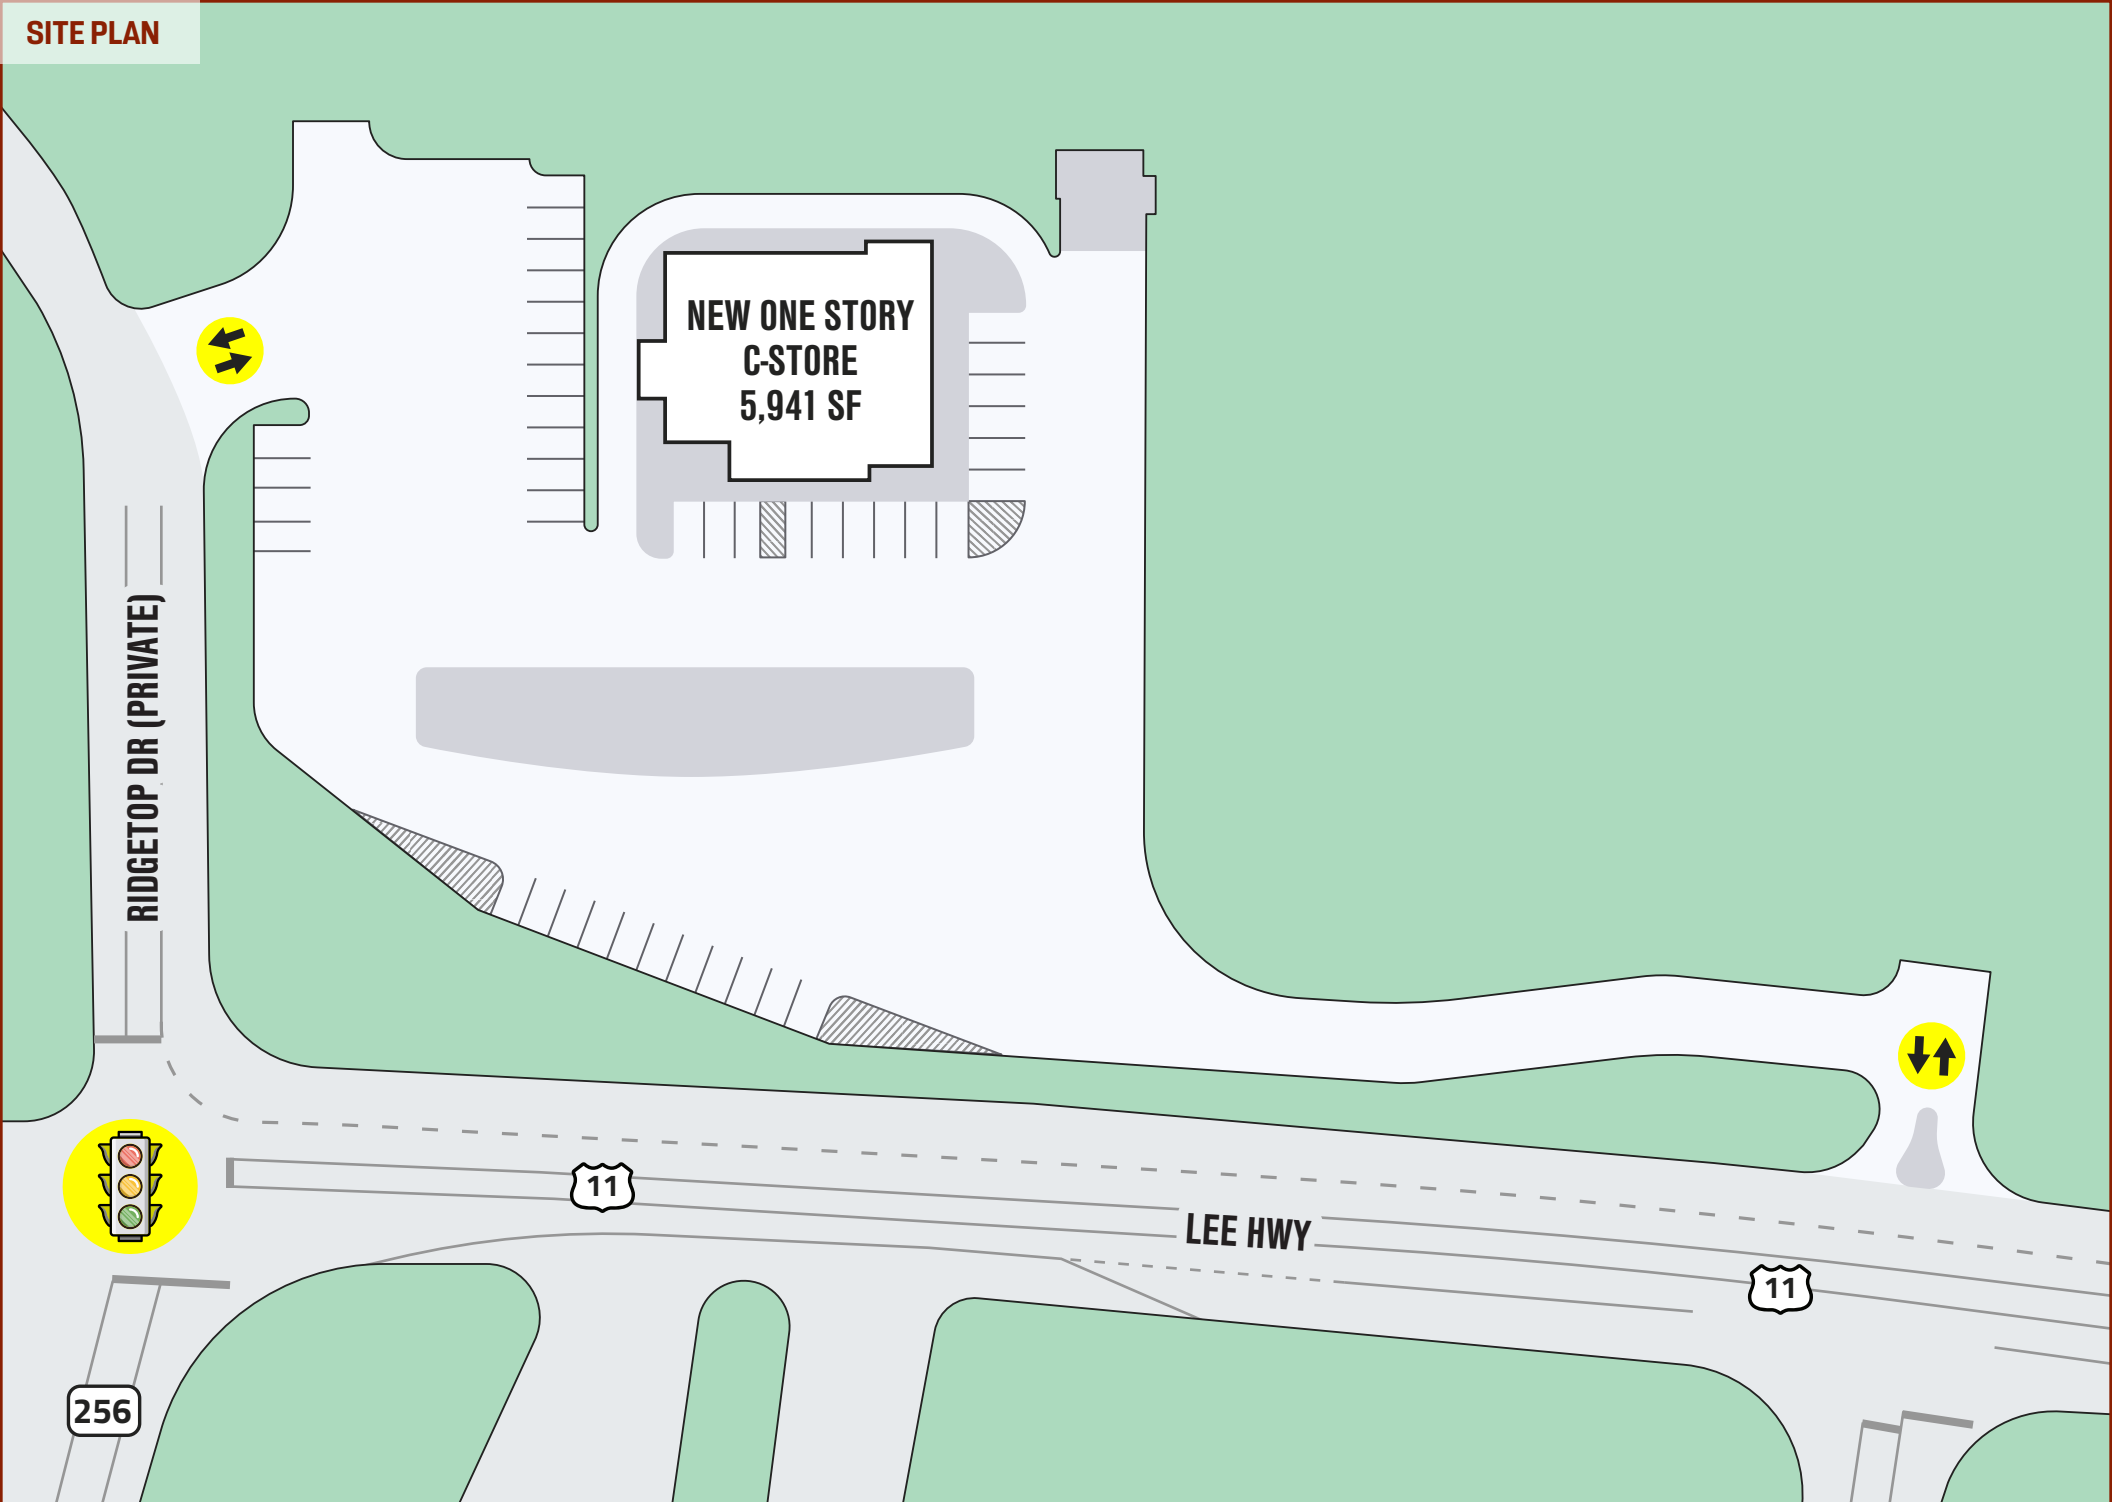 SITE PLAN
NEW ONE STORY
C-STORE
5,941 SF
RIDGETOP DR (PRIVATE)
11
LEE HWY
11
256